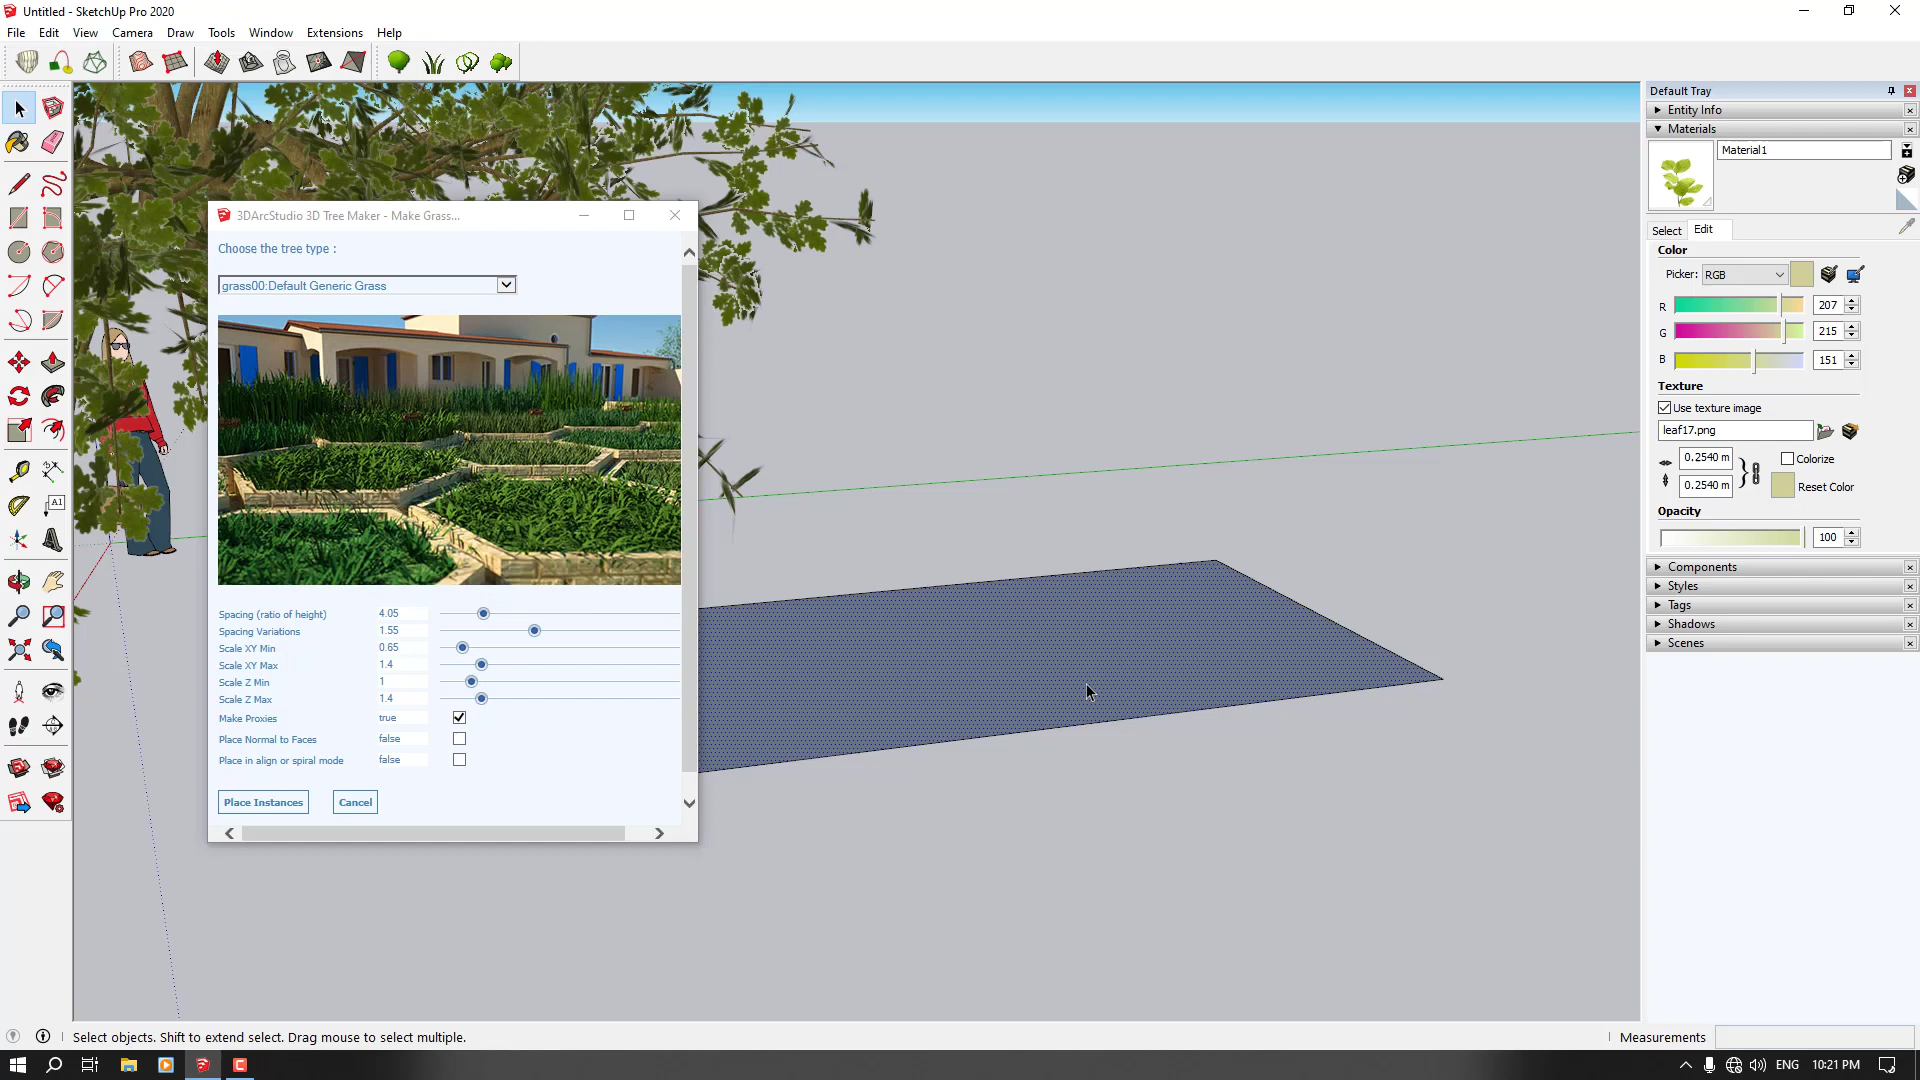 Untitled - SketchUp Pro 2020
File Edit View Camera Draw Tools Window Extensions Help
Default Tray
Entity Info
Materials
Material1
Select Edit
Color
Picker: RGB
R 207
G 215
B 151
Texture
Use texture image
leaf17.png
0.2540 m
Colorize
0.2540 m
Reset Color
Opacity
100
Components
Styles
Tags
Shadows
Scenes
3DArcStudio 3D Tree Maker - Make Grass...
Choose the tree type :
grass00:Default Generic Grass
Spacing (ratio of height) 4.05
Spacing Variations 1.55
Scale XY Min 0.65
Scale XY Max 1.4
Scale Z Min 1
Scale Z Max 1.4
Make Proxies true
Place Normal to Faces false
Place in align or spiral mode false
Place Instances Cancel
Select objects. Shift to extend select. Drag mouse to select multiple.
Measurements
ENG 10:21 PM